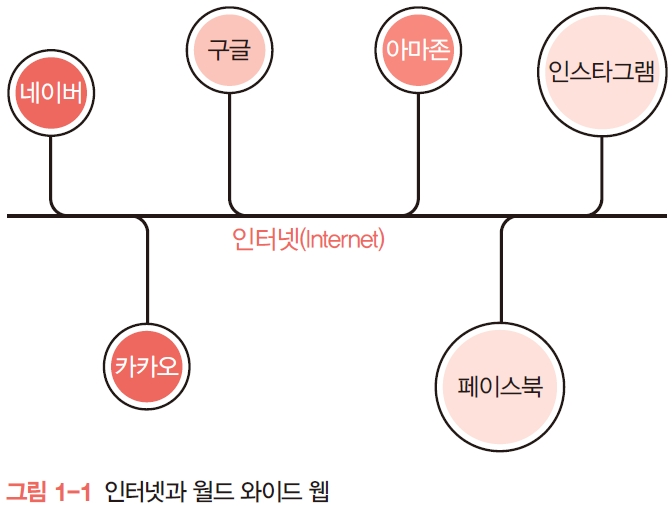 네이버
구글
아마존
인스타그램
인터넷(Internet)
카카오
페이스북
그림 1-1 인터넷과 월드 와이드 웹